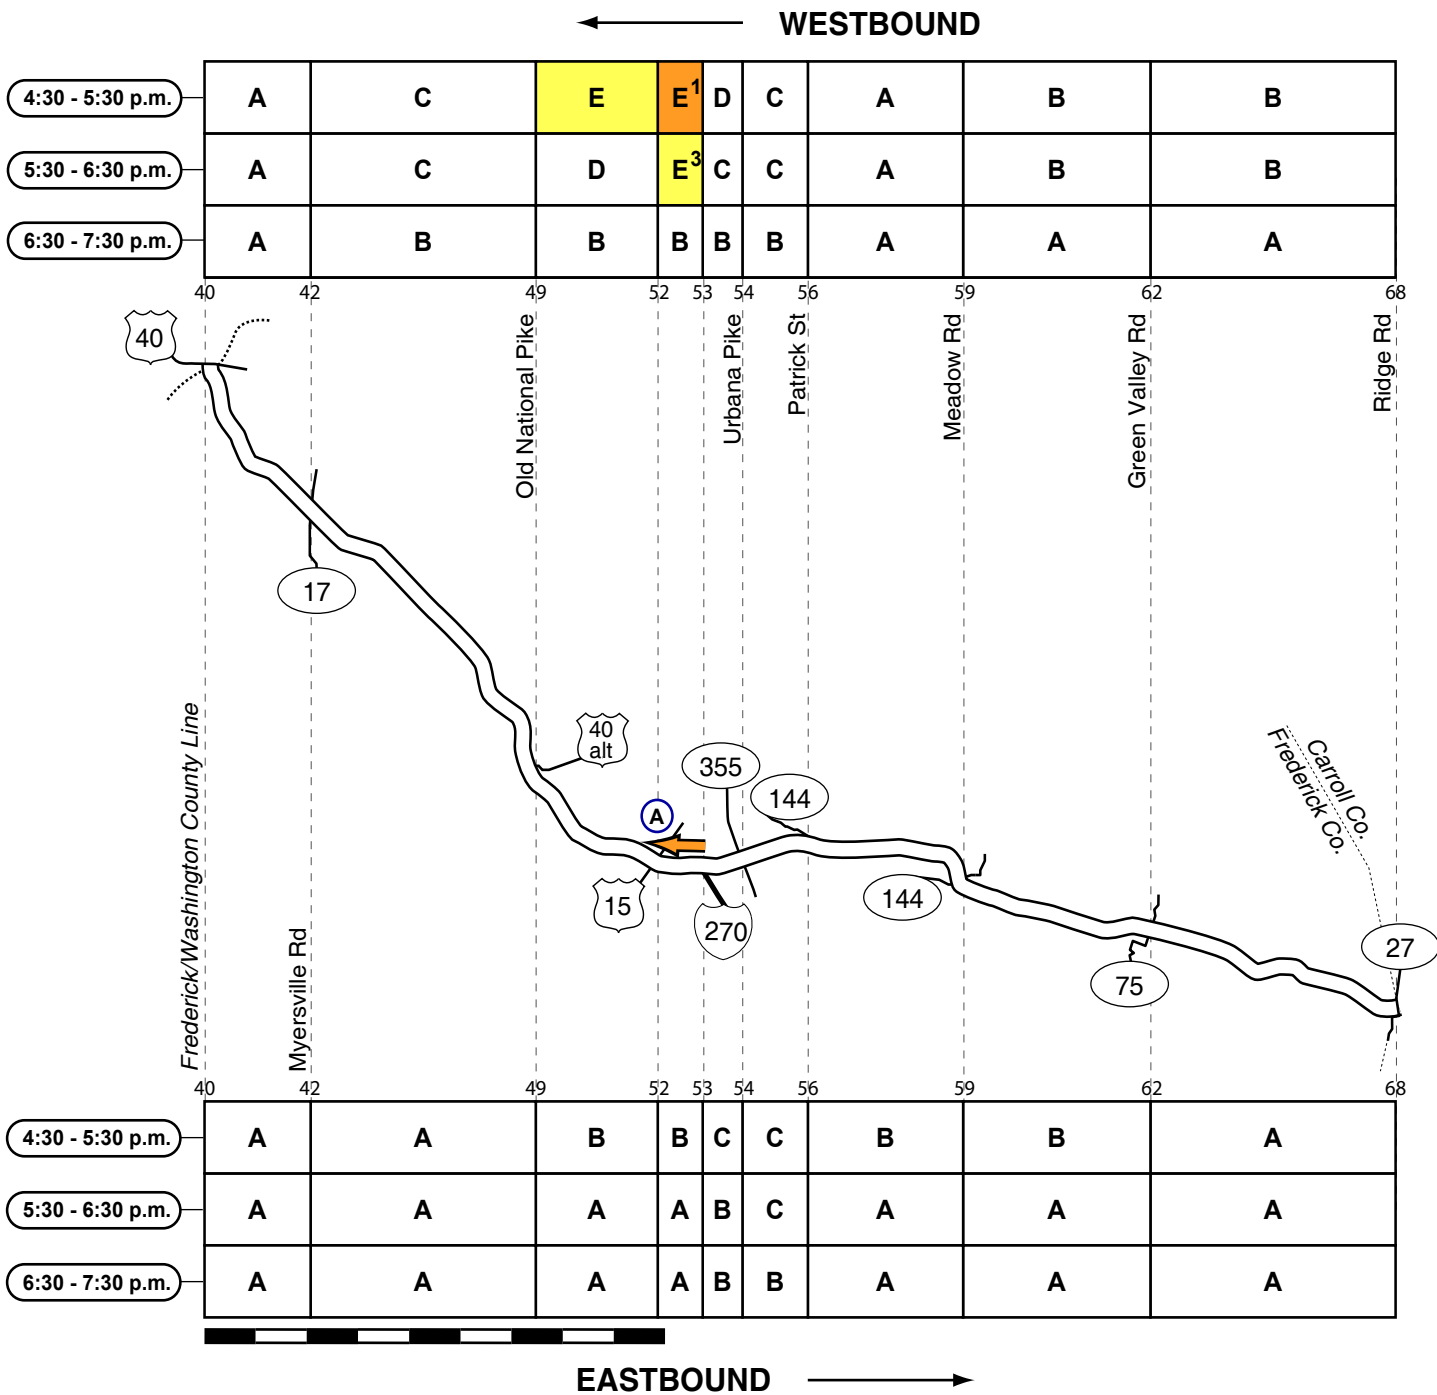 WESTBOUND
4:30 - 5:30 p.m. A C E E1 D C A B B
5:30 - 6:30 p.m. A C D E3 C C A B B
6:30 - 7:30 p.m. A B B B B B A A A
40 42 49 52 53 54 56 59 62 68
Old National Pike
Urbana Pike
Patrick St
Meadow Rd
Green Valley Rd
Ridge Rd
40
17
Frederick/Washington County Line
Myersville Rd
40
alt
A
15
355
270
144
144
75
Carroll Co.
Frederick Co.
27
40 42 49 52 53 54 56 59 62 68
4:30 - 5:30 p.m. A A B B C C B B A
5:30 - 6:30 p.m. A A A A B C A A A
6:30 - 7:30 p.m. A A A A B B A A A
EASTBOUND